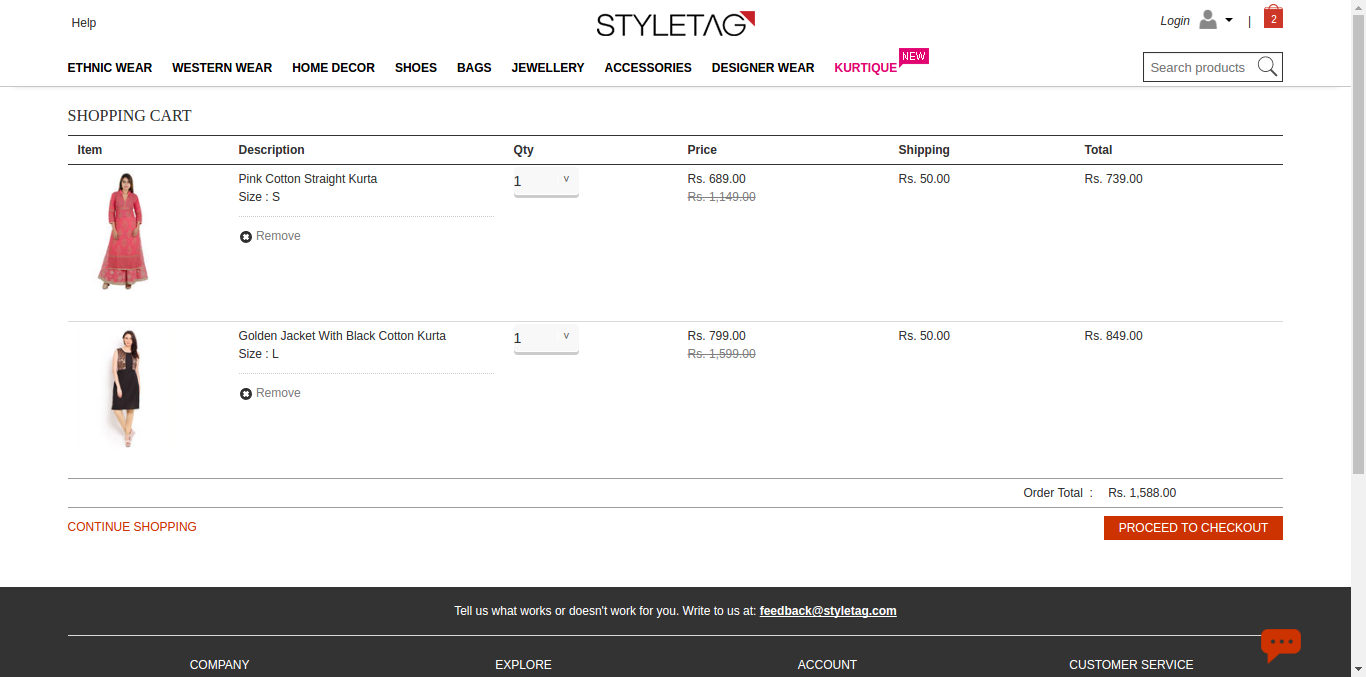 Help
STYLETAG
Login
|
2
ETHNIC WEAR WESTERN WEAR HOME DECOR SHOES BAGS JEWELLERY ACCESSORIES DESIGNER WEAR KURTIQUE NEW
Search products
SHOPPING CART
Item Description Qty Price Shipping Total
Pink Cotton Straight Kurta 1 Rs. 689.00 Rs. 50.00 Rs. 739.00
Size : S Rs. 1,149.00
Remove
Golden Jacket With Black Cotton Kurta 1 Rs. 799.00 Rs. 50.00 Rs. 849.00
Size : L Rs. 1,599.00
Remove
Order Total : Rs. 1,588.00
CONTINUE SHOPPING PROCEED TO CHECKOUT
Tell us what works or doesn't work for you. Write to us at: feedback@styletag.com
COMPANY EXPLORE ACCOUNT CUSTOMER SERVICE